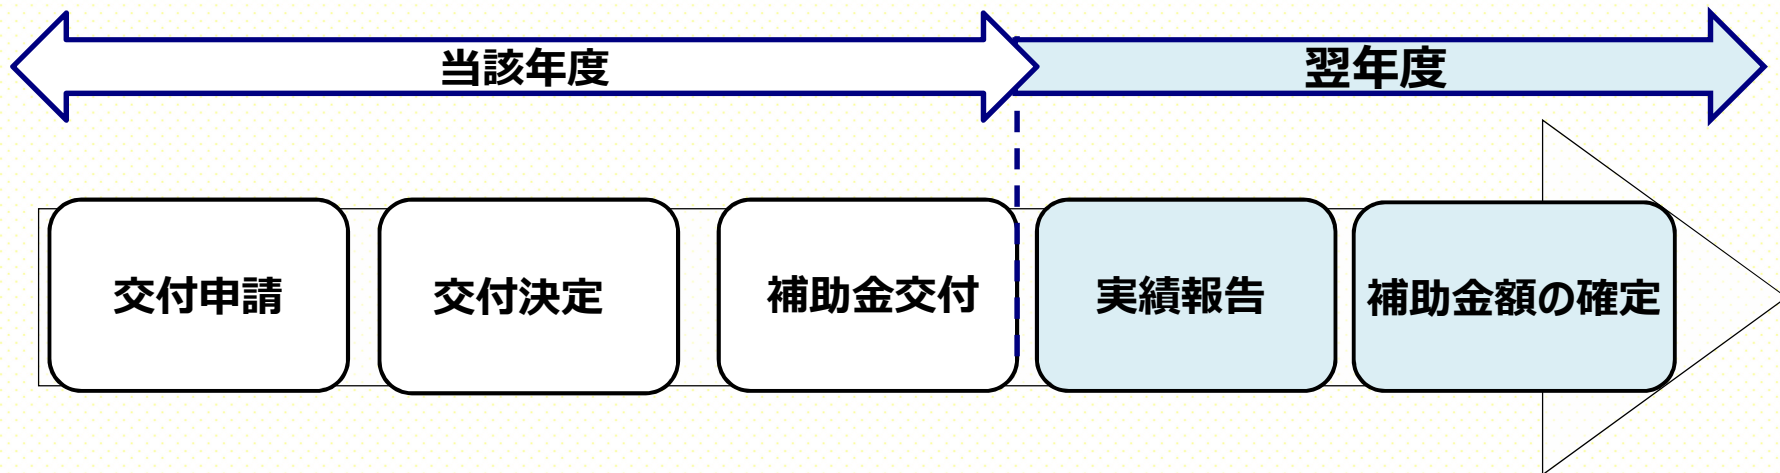 当該年度
翌年度
交付申請
交付決定
補助金交付
実績報告
補助金額の確定